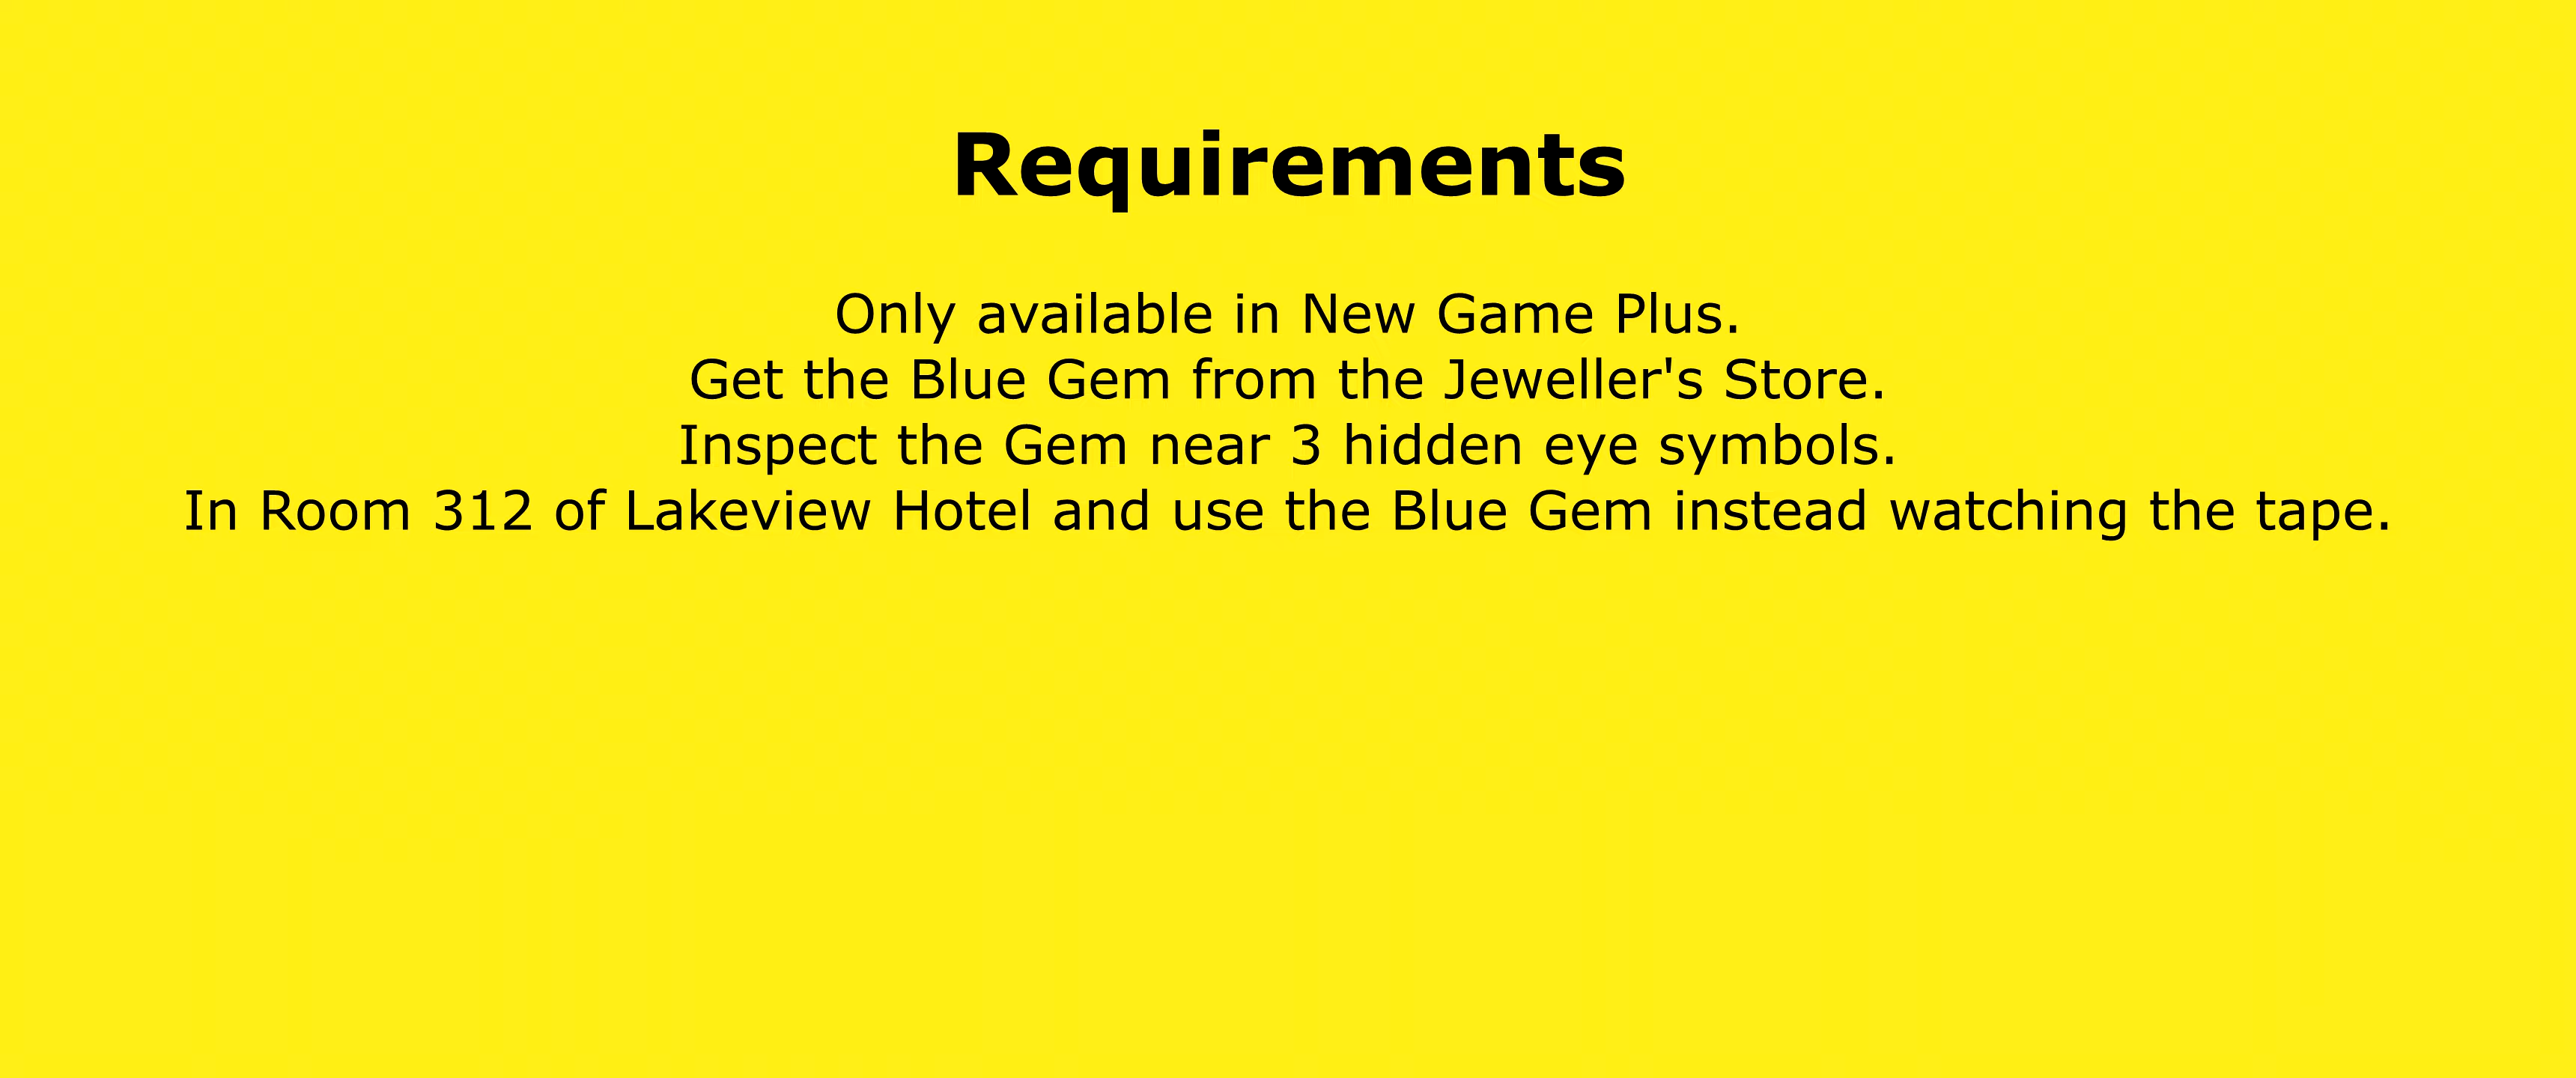 Requirements
Only available in New Game Plus.
Get the Blue Gem from the Jeweller's Store.
Inspect the Gem near 3 hidden eye symbols.
In Room 312 of Lakeview Hotel and use the Blue Gem instead watching the tape.